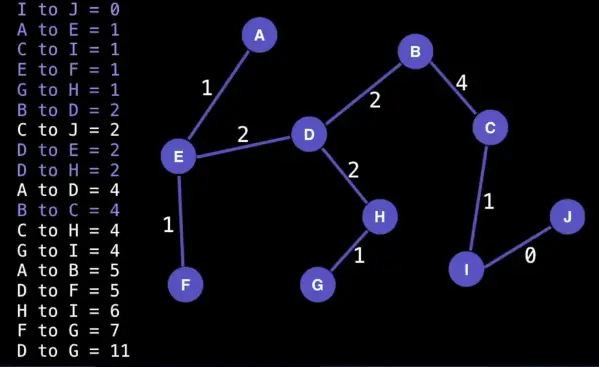 I to J = 0
A to E = 1
C to I = 1
E to F = 1
G to H = 1
B to D = 2
C to J = 2
D to E = 2
D to H = 2
A to D = 4
B to C = 4
C to H = 4
G to I = 4
A to B = 5
D to F = 5
H to I = 6
F to G = 7
D to G = 11
A
B
1
2
4
C
D
2
E
2
1
H
J
1
1
0
F
G
I